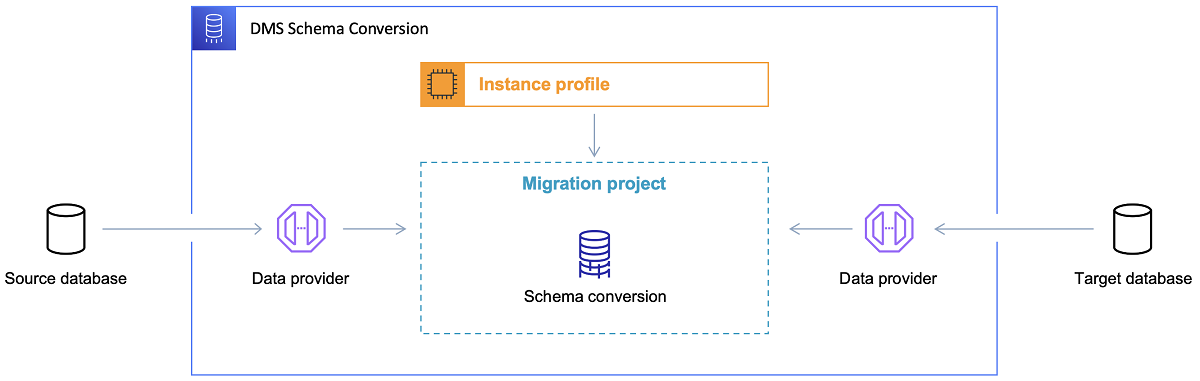 DMS Schema Conversion
Instance profile
Migration project
Source database
Data provider
Schema conversion
Data provider
Target database